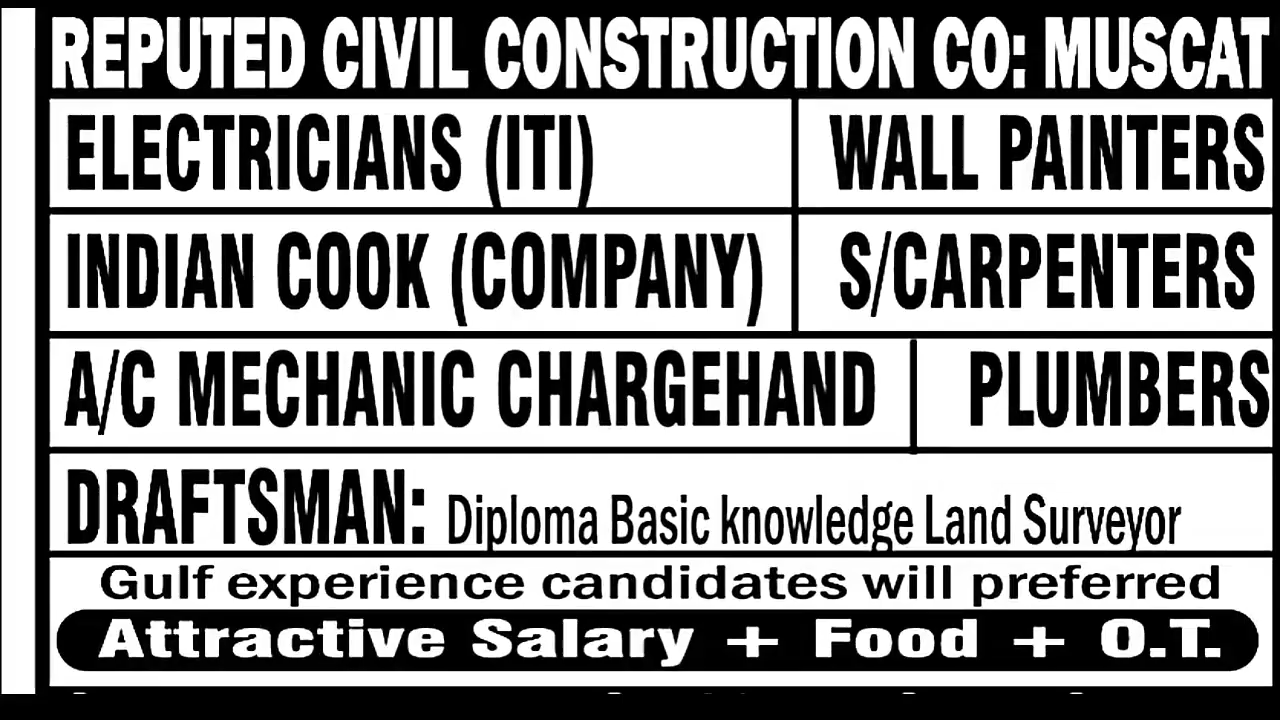 REPUTED CIVIL CONSTRUCTION CO: MUSCAT
ELECTRICIANS (ITI) WALL PAINTERS
INDIAN COOK (COMPANY) S/CARPENTERS
A/C MECHANIC CHARGEHAND PLUMBERS
DRAFTSMAN: Diploma Basic knowledge Land Surveyor
Gulf experience candidates will preferred
Attractive Salary + Food + O.T.